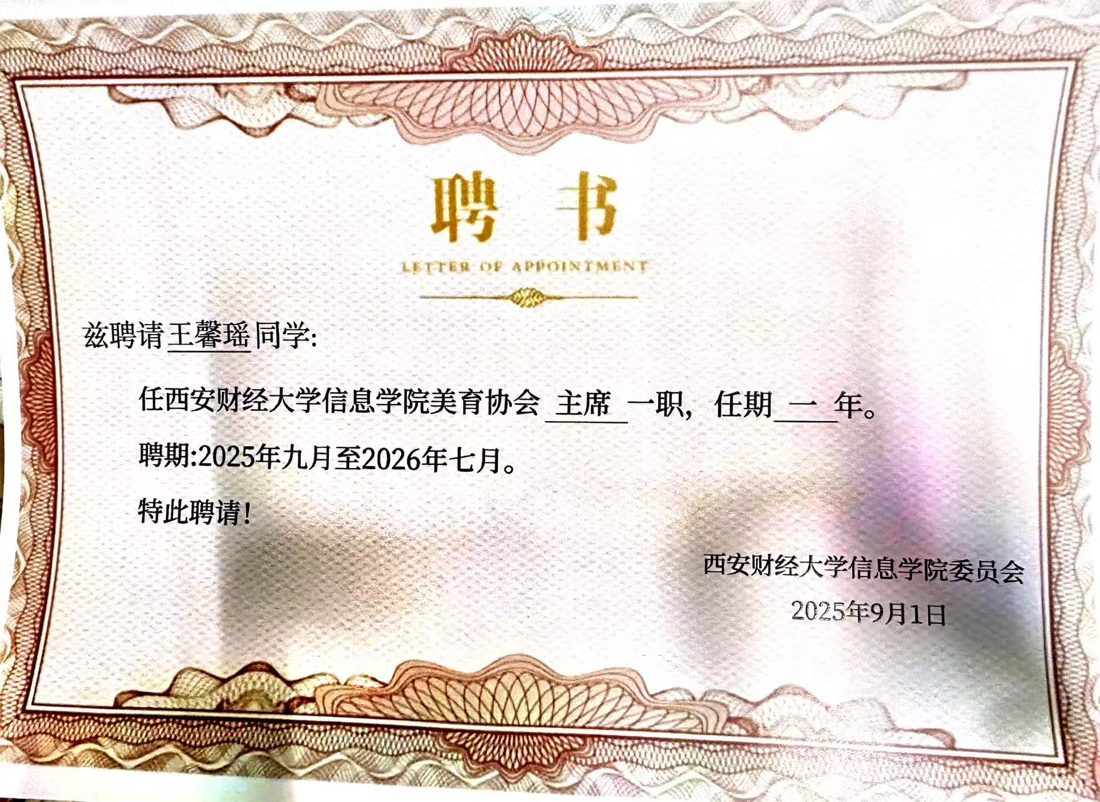 聘 书
LETTER OF APPOINTMENT
兹聘请王馨瑶同学:
任西安财经大学信息学院美育协会 主席 一职，任期 一 年。
聘期:2025年九月至2026年七月。
特此聘请！
西安财经大学信息学院委员会
2025年9月1日